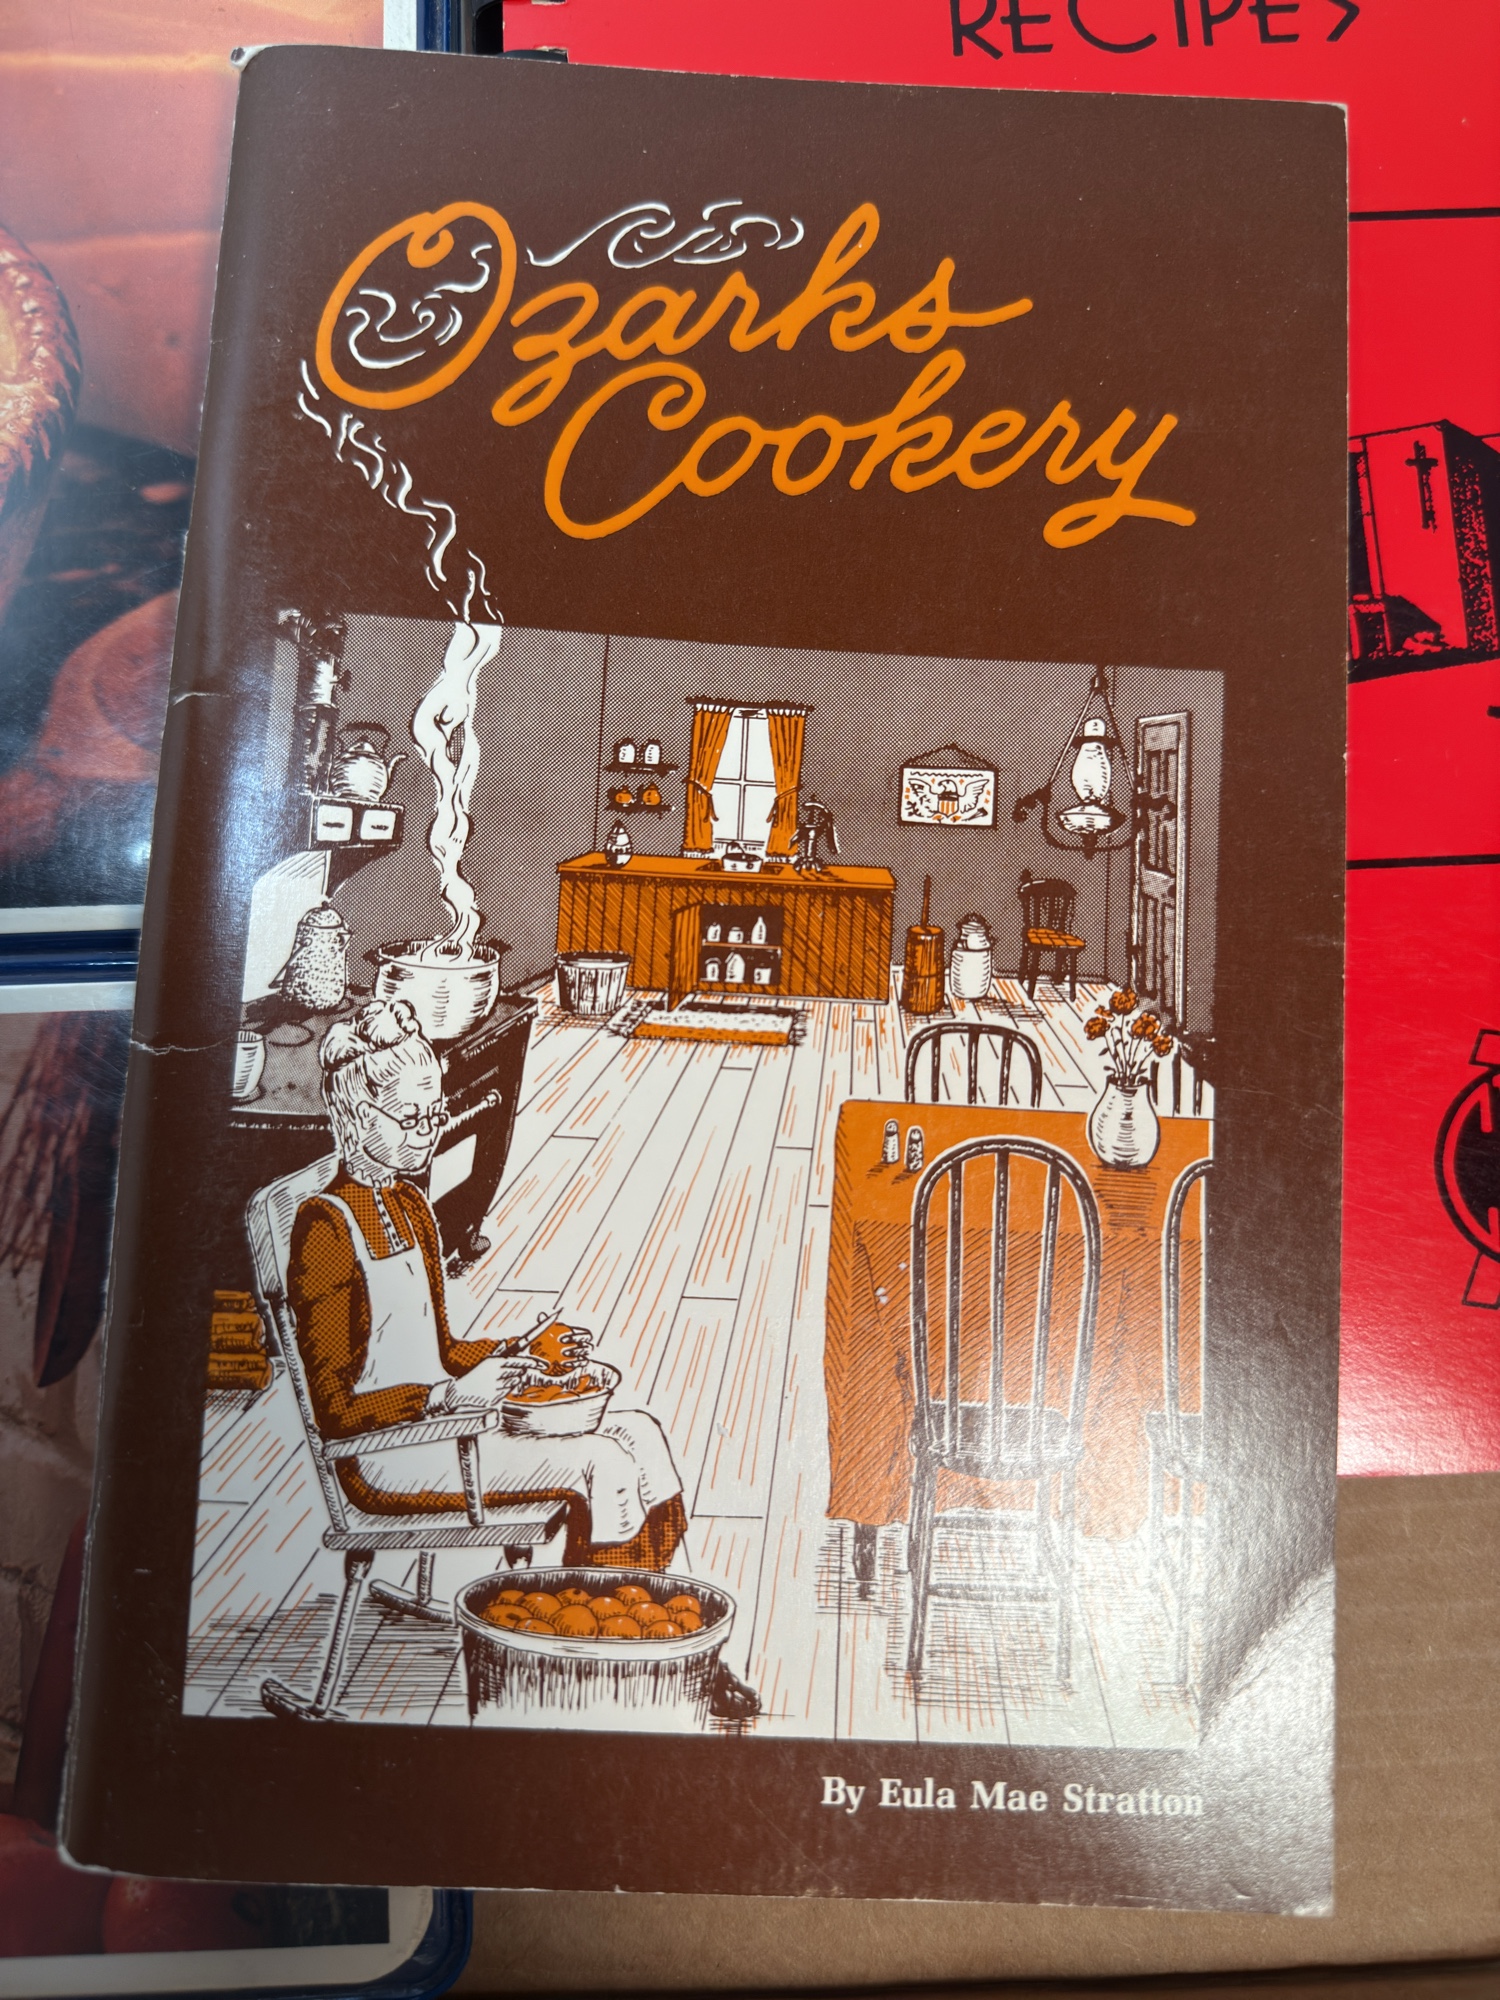 RECIPES
Ozarks
Cookery
By Eula Mae Stratton